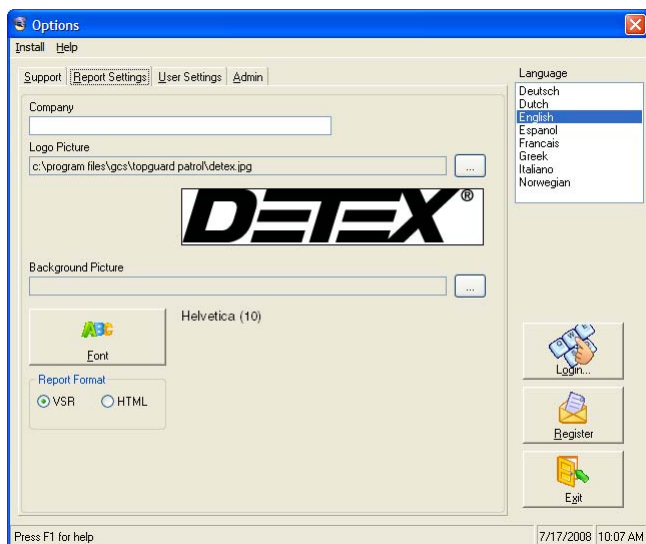 Options
Install Help
Support Report Settings User Settings Admin
Company
Logo Picture
c:\program files\gcs\topguard patrol\detex.jpg
...
DETEX®
Background Picture
...
ABC
Font
Helvetica (10)
Report Format
VSR HTML
Language
Deutsch
Dutch
English
Espanol
Francais
Greek
Italiano
Norwegian
Login...
Register
Exit
Press F1 for help
7/17/2008 10:07 AM